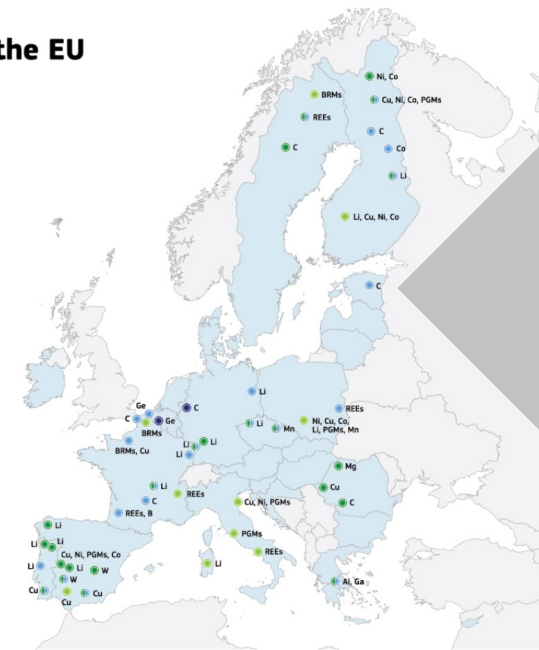 the EU
Ni, Co
BRMs
Cu, Ni, Co, PGMs
REEs
C
C
Co
Li
Li, Cu, Ni, Co
C
Li
Ge
C
C
Ge
REEs
BRMs
Li
Mn
Ni, Cu, Co,
Li, PGMs, Mn
BRMs, Cu
Li
Li
Li
Mg
Li
REEs
Cu
C
Cu, Ni, PGMs
C
REEs, B
Li
PGMs
Li
Li
Cu, Ni, PGMs, Co
REEs
Li
Li
W
Li
W
Ai, Ga
Cu
Cu
Cu